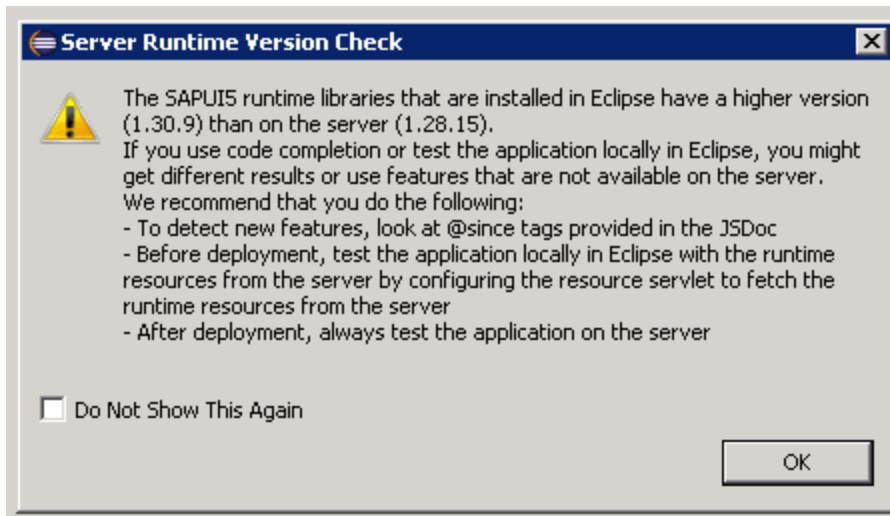 Server Runtime Version Check
The SAPUI5 runtime libraries that are installed in Eclipse have a higher version
(1.30.9) than on the server (1.28.15).
If you use code completion or test the application locally in Eclipse, you might
get different results or use features that are not available on the server.
We recommend that you do the following:
- To detect new features, look at @since tags provided in the JSDoc
- Before deployment, test the application locally in Eclipse with the runtime
resources from the server by configuring the resource servlet to fetch the
runtime resources from the server
- After deployment, always test the application on the server
Do Not Show This Again
OK